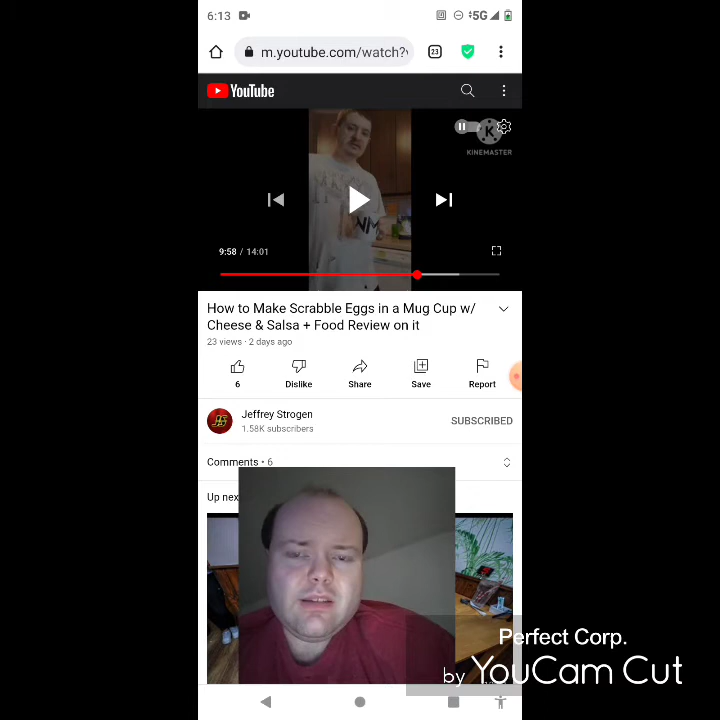 6:13 5G
m.youtube.com/watch?v 23
YouTube
K
KINEMASTER
9:58 / 14:01
How to Make Scrabble Eggs in a Mug Cup w/
Cheese & Salsa + Food Review on it
23 views · 2 days ago
6 Dislike Share Save Report
JS Jeffrey Strogen
1.58K subscribers
SUBSCRIBED
Comments • 6
Up nex
Perfect Corp.
by YouCam Cut